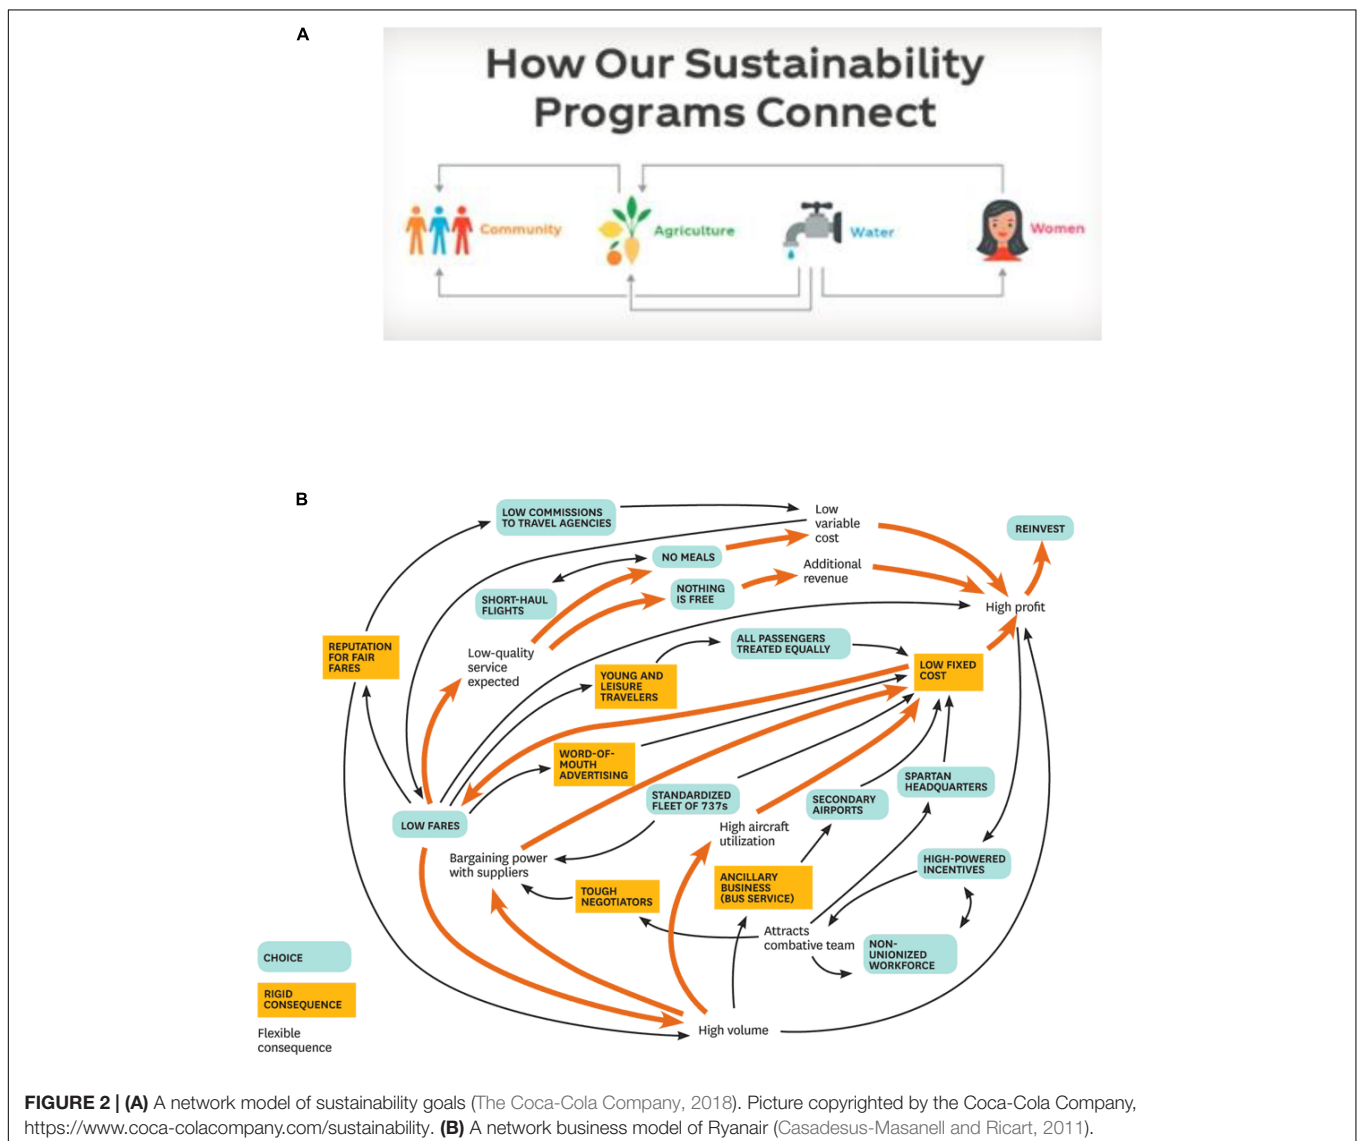 A
How Our Sustainability
Programs Connect
Community
Agriculture
Water
Women
B
LOW COMMISSIONS
TO TRAVEL AGENCIES
Low
variable
cost
REINVEST
NO MEALS
Additional
revenue
SHORT-HAUL
FLIGHTS
NOTHING
IS FREE
High profit
REPUTATION
FOR FAIR
FARES
Low-quality
service
expected
ALL PASSENGERS
TREATED EQUALLY
YOUNG AND
LEISURE
TRAVELERS
LOW FIXED
COST
WORD-OF-
MOUTH
ADVERTISING
STANDARDIZED
FLEET OF 737s
SECONDARY
AIRPORTS
SPARTAN
HEADQUARTERS
LOW FARES
High aircraft
utilization
Bargaining power
with suppliers
HIGH-POWERED
INCENTIVES
TOUGH
NEGOTIATORS
ANCILLARY
BUSINESS
(BUS SERVICE)
Attracts
combative team
NON-
UNIONIZED
WORKFORCE
CHOICE
RIGID
CONSEQUENCE
Flexible
consequence
High volume
FIGURE 2 | (A) A network model of sustainability goals (The Coca-Cola Company, 2018). Picture copyrighted by the Coca-Cola Company,
https://www.coca-colacompany.com/sustainability. (B) A network business model of Ryanair (Casadesus-Masanell and Ricart, 2011).